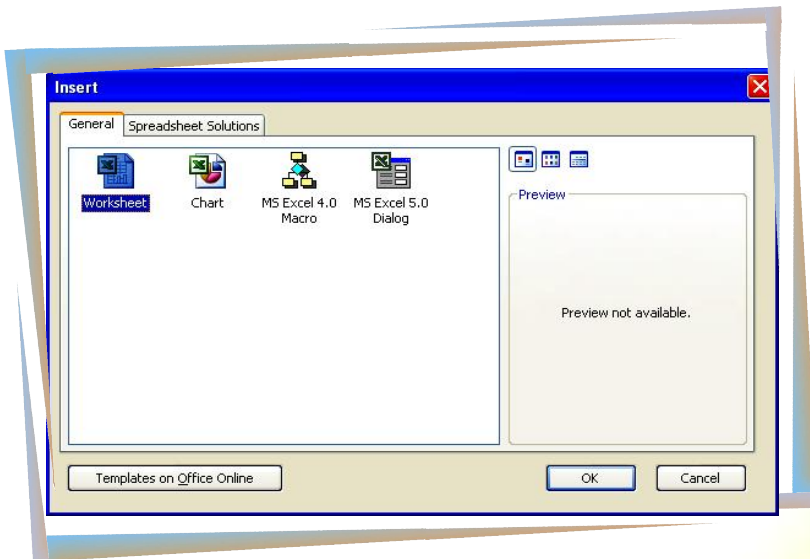 Insert
General
Spreadsheet Solutions
Worksheet
Chart
MS Excel 4.0
Macro
MS Excel 5.0
Dialog
Preview
Preview not available.
Templates on Office Online
OK
Cancel